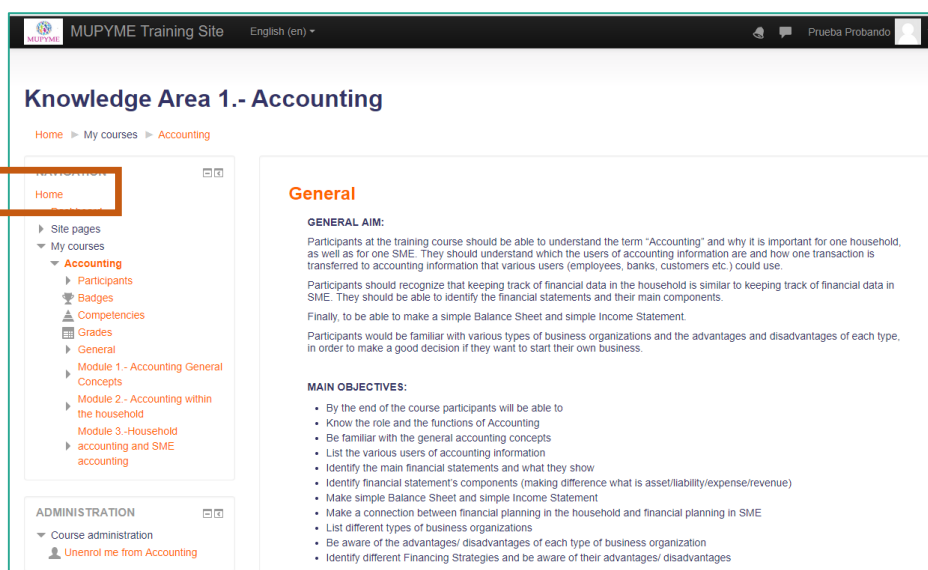 MUPYME
MUPYME Training Site
English (en)
Prueba Probando
Knowledge Area 1.- Accounting
Home
My courses
Accounting
NAVIGATION
Home
Dashboard
Site pages
My courses
Accounting
Participants
Badges
Competencies
Grades
General
Module 1.- Accounting General
Concepts
Module 2.- Accounting within
the household
Module 3.-Household
accounting and SME
accounting
ADMINISTRATION
Course administration
Unenrol me from Accounting
General
GENERAL AIM:
Participants at the training course should be able to understand the term “Accounting” and why it is important for one household,
as well as for one SME. They should understand which the users of accounting information are and how one transaction is
transferred to accounting information that various users (employees, banks, customers etc.) could use.
Participants should recognize that keeping track of financial data in the household is similar to keeping track of financial data in
SME. They should be able to identify the financial statements and their main components.
Finally, to be able to make a simple Balance Sheet and simple Income Statement.
Participants would be familiar with various types of business organizations and the advantages and disadvantages of each type,
in order to make a good decision if they want to start their own business.
MAIN OBJECTIVES:
• By the end of the course participants will be able to
• Know the role and the functions of Accounting
• Be familiar with the general accounting concepts
• List the various users of accounting information
• Identify the main financial statements and what they show
• Identify financial statement's components (making difference what is asset/liability/expense/revenue)
• Make simple Balance Sheet and simple Income Statement
• Make a connection between financial planning in the household and financial planning in SME
• List different types of business organizations
• Be aware of the advantages/ disadvantages of each type of business organization
• Identify different Financing Strategies and be aware of their advantages/ disadvantages